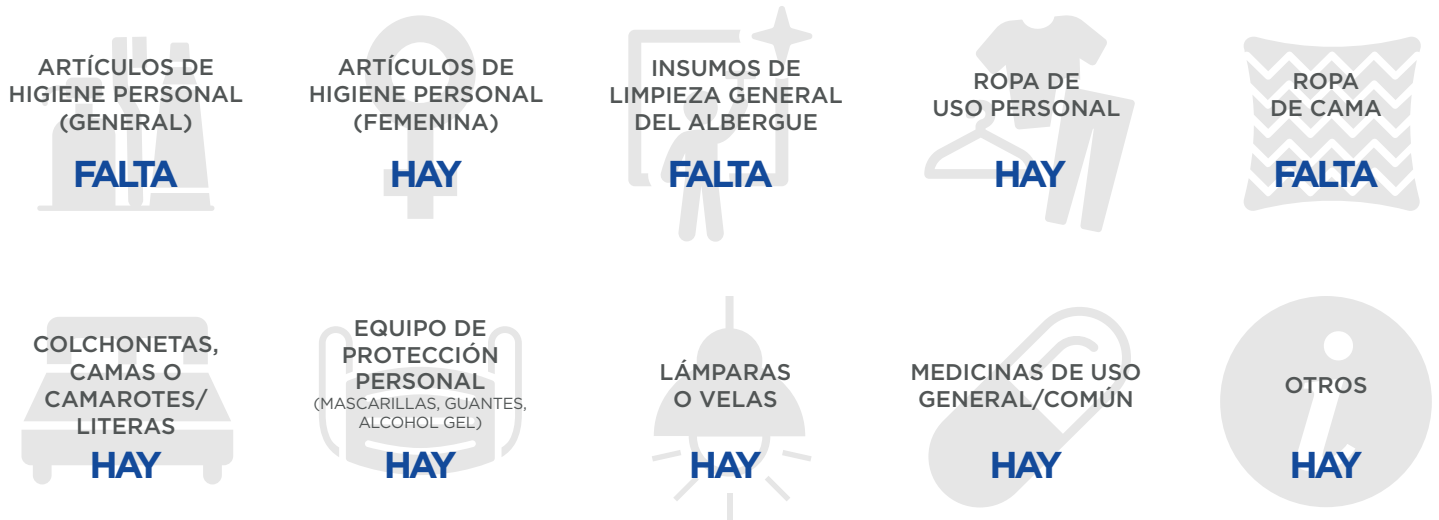 ARTÍCULOS DE
HIGIENE PERSONAL
(GENERAL)
FALTA
ARTÍCULOS DE
HIGIENE PERSONAL
(FEMENINA)
HAY
INSUMOS DE
LIMPIEZA GENERAL
DEL ALBERGUE
FALTA
ROPA DE
USO PERSONAL
HAY
ROPA
DE CAMA
FALTA
COLCHONETAS,
CAMAS O
CAMAROTES/
LITERAS
HAY
EQUIPO DE
PROTECCIÓN
PERSONAL
(MASCARILLAS, GUANTES,
ALCOHOL GEL)
HAY
LÁMPARAS
O VELAS
HAY
MEDICINAS DE USO
GENERAL/COMÚN
HAY
OTROS
HAY